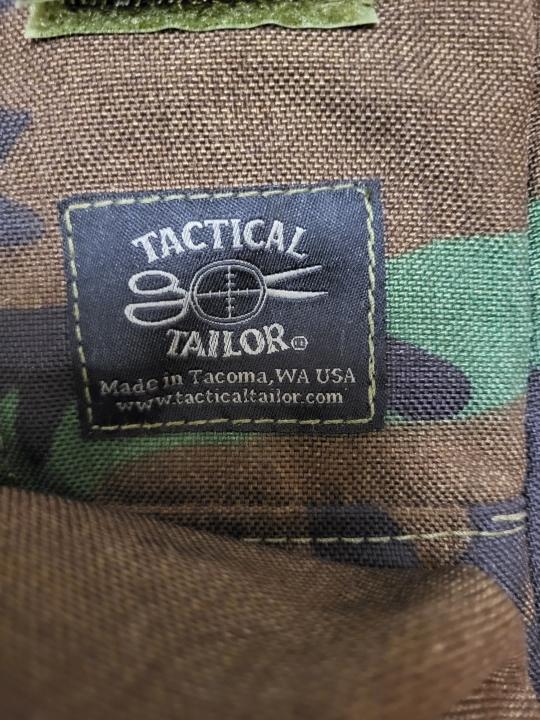 TACTICAL
TAILOR®
Made in Tacoma, WA USA
www.tacticaltailor.com